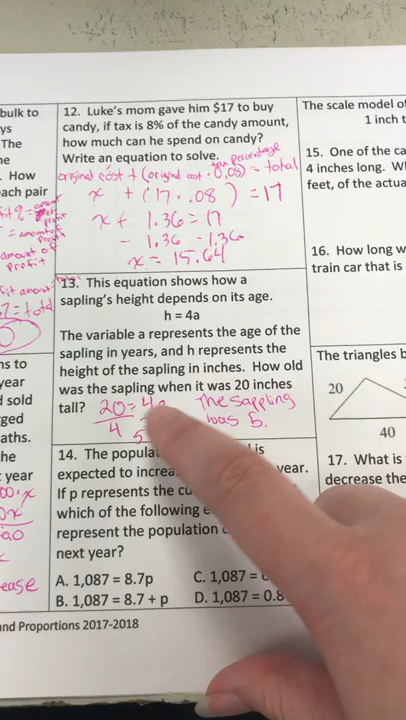 bulk to
ys
The
ne
. How
each pair
ns to
year
d sold
ged
aths.
the
t year
ease
12. Luke's mom gave him $17 to buy
candy, if tax is 8% of the candy amount,
how much can he spend on candy?
Write an equation to solve.
tax percentage
original cost + (original cost · 0.08) = total
x + (17 · .08) = 17
x + 1.36 = 17
- 1.36 -1.36
x = 15.64
13. This equation shows how a
sapling's height depends on its age.
h = 4a
The variable a represents the age of the
sapling in years, and h represents the
height of the sapling in inches. How old
was the sapling when it was 20 inches
tall? 20=4a The sappling
4 was 5.
5
14. The popula is
expected to increa year.
If p represents the cu
which of the following e
represent the population
next year?
A. 1,087 = 8.7p C. 1,087 =
B. 1,087 = 8.7 + p D. 1,087 = 0.8
The scale model of
1 inch t
15. One of the ca
4 inches long. W
feet, of the actua
16. How long w
train car that is
The triangles b
20
40
17. What is
decrease the
and Proportions 2017-2018